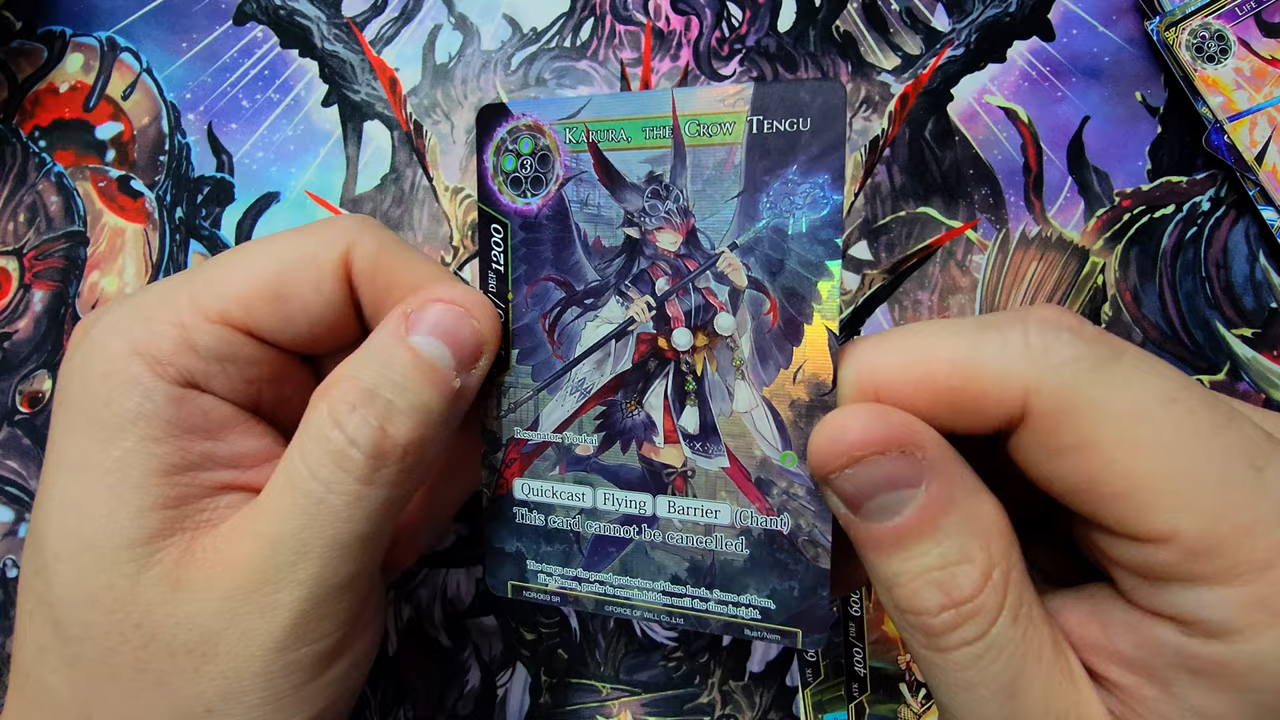 KARURA, THE CROW TENGU
3
DEF 1200
Resonator: Youkai
Quickcast Flying Barrier (Chant)
This card cannot be cancelled.
The tengu are the proud protectors of these lands. Some of them,
like Karura, prefer to remain hidden until the time is right.
NDR-069 SR
©FORCE OF WILL Co.,Ltd.
Illust/Nem
LIFE
ATK
ATK 400/DEF 600